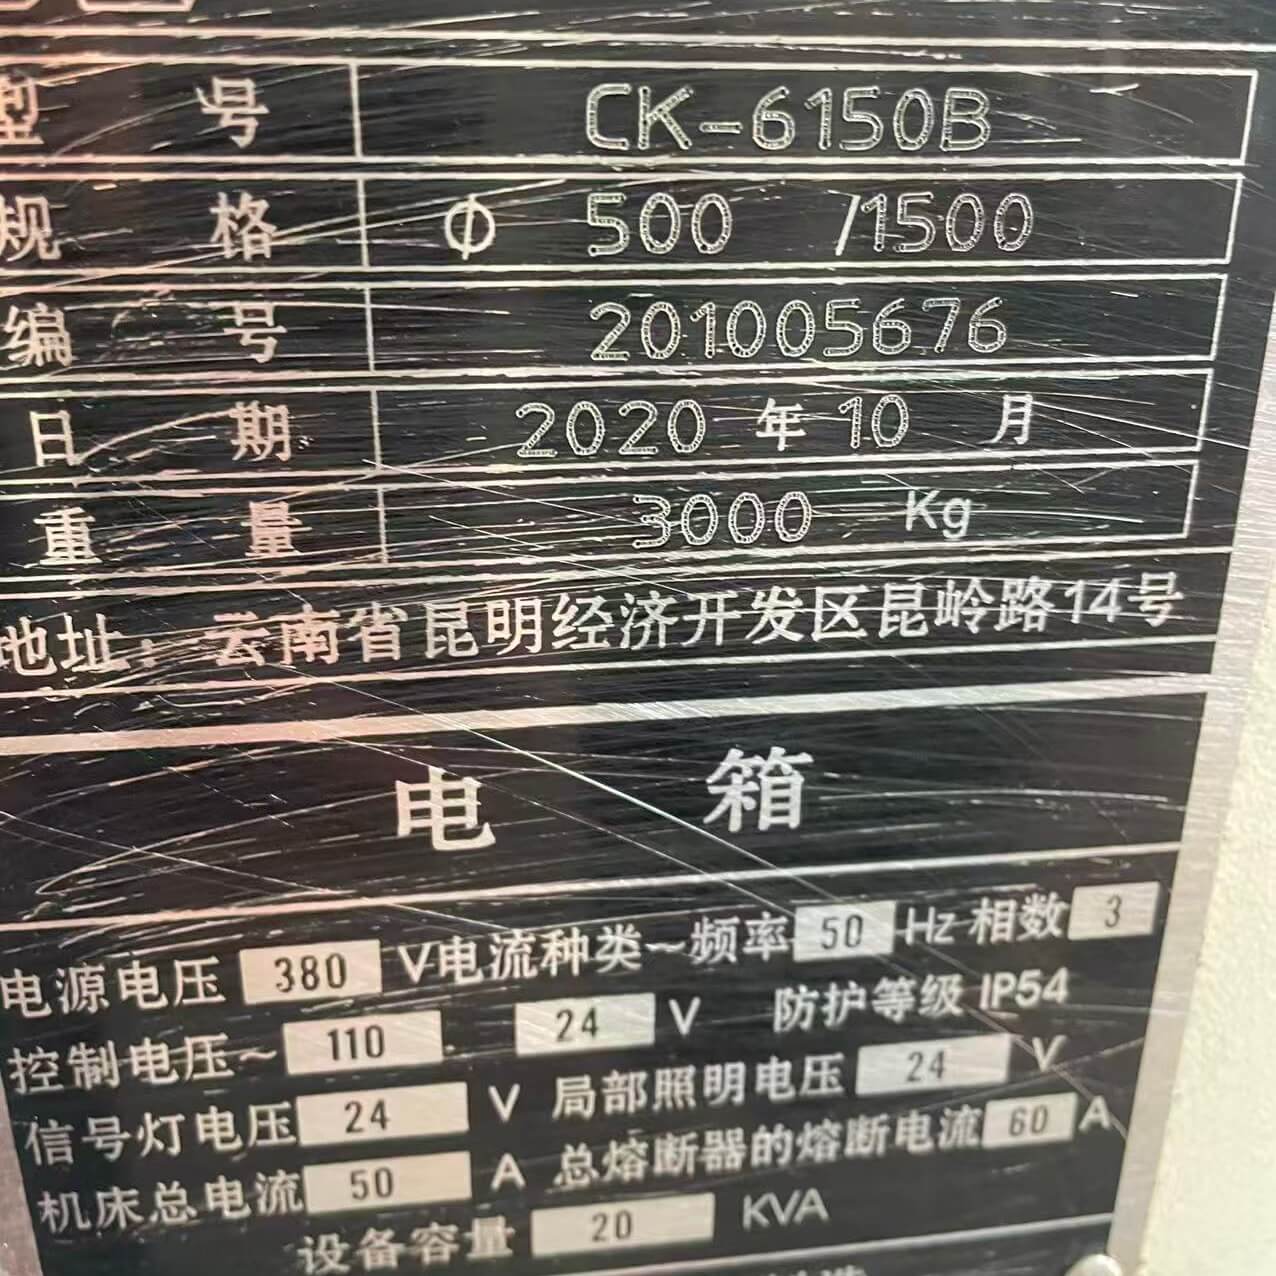 型 号 CK-6150B
规 格 Φ 500 /1500
编 号 201005676
日 期 2020 年 10 月
重 量 3000 Kg
地址：云南省昆明经济开发区昆岭路14号
电 箱
电源电压 380 V电流种类～频率 50 Hz 相数 3
控制电压～ 110 24 V 防护等级 IP54
信号灯电压 24 V 局部照明电压 24 V
机床总电流 50 A 总熔断器的熔断电流 60 A
设备容量 20 KVA